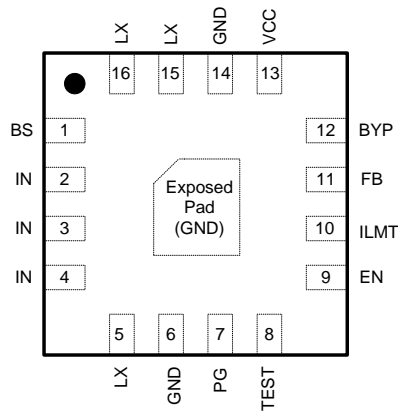 LX LX GND VCC
16 15 14 13
BS 1 12 BYP
IN 2 11 FB
IN 3 10 ILMT
IN 4 9 EN
Exposed
Pad
(GND)
5 6 7 8
LX GND PG TEST